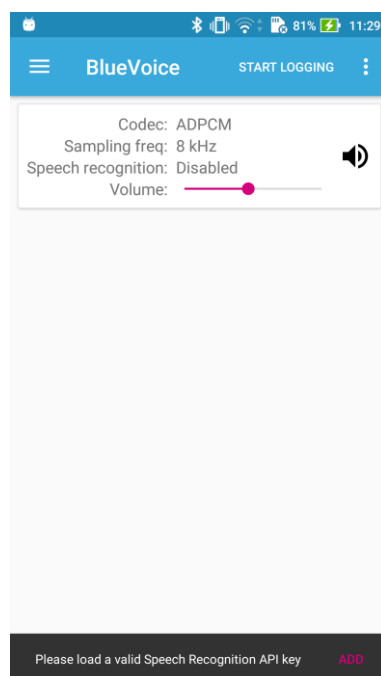 81% 11:29
BlueVoice START LOGGING
Codec: ADPCM
Sampling freq: 8 kHz
Speech recognition: Disabled
Volume:
Please load a valid Speech Recognition API key ADD